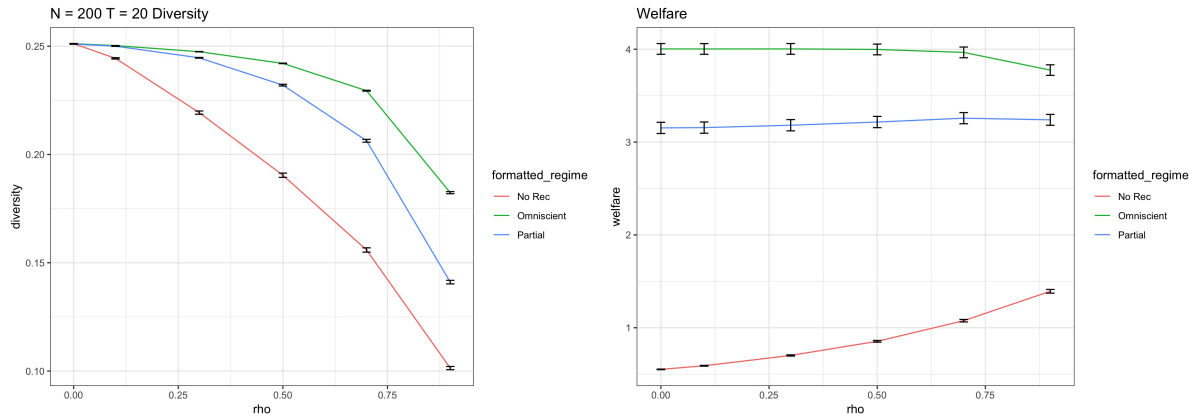 N = 200 T = 20 Diversity
diversity
0.25
0.20
0.15
0.10
0.00
0.25
0.50
0.75
rho
formatted_regime
No Rec
Omniscient
Partial
Welfare
welfare
4
3
2
1
0.00
0.25
0.50
0.75
rho
formatted_regime
No Rec
Omniscient
Partial